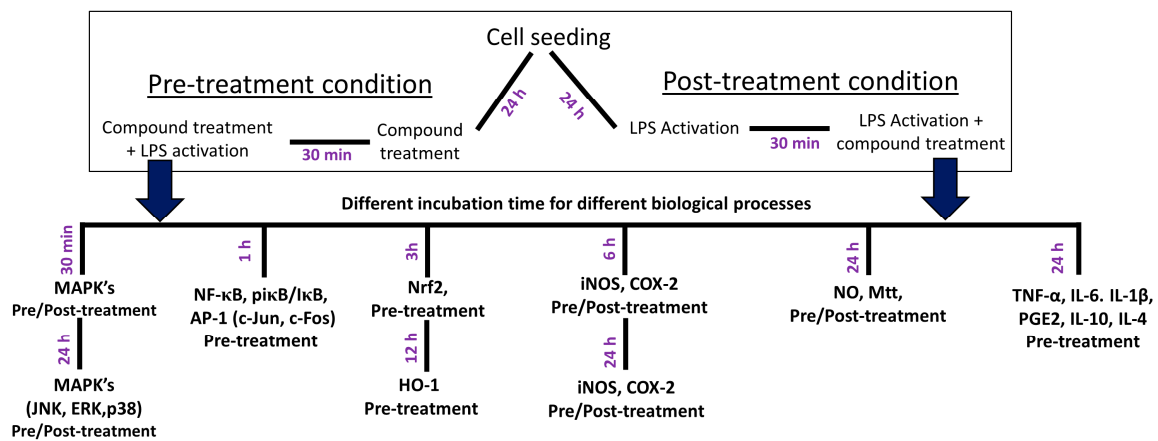 Cell seeding
Pre-treatment condition
Post-treatment condition
24 h
24 h
Compound treatment
+ LPS activation
30 min
Compound
treatment
LPS Activation
30 min
LPS Activation +
compound treatment
Different incubation time for different biological processes
30 min
MAPK's
Pre/Post-treatment
24 h
MAPK's
(JNK, ERK,p38)
Pre/Post-treatment
1 h
NF-κB, piκB/IκB,
AP-1 (c-Jun, c-Fos)
Pre-treatment
3h
Nrf2,
Pre-treatment
12 h
HO-1
Pre-treatment
6 h
iNOS, COX-2
Pre/Post-treatment
24 h
iNOS, COX-2
Pre/Post-treatment
24 h
NO, Mtt,
Pre/Post-treatment
24 h
TNF-α, IL-6. IL-1β,
PGE2, IL-10, IL-4
Pre-treatment